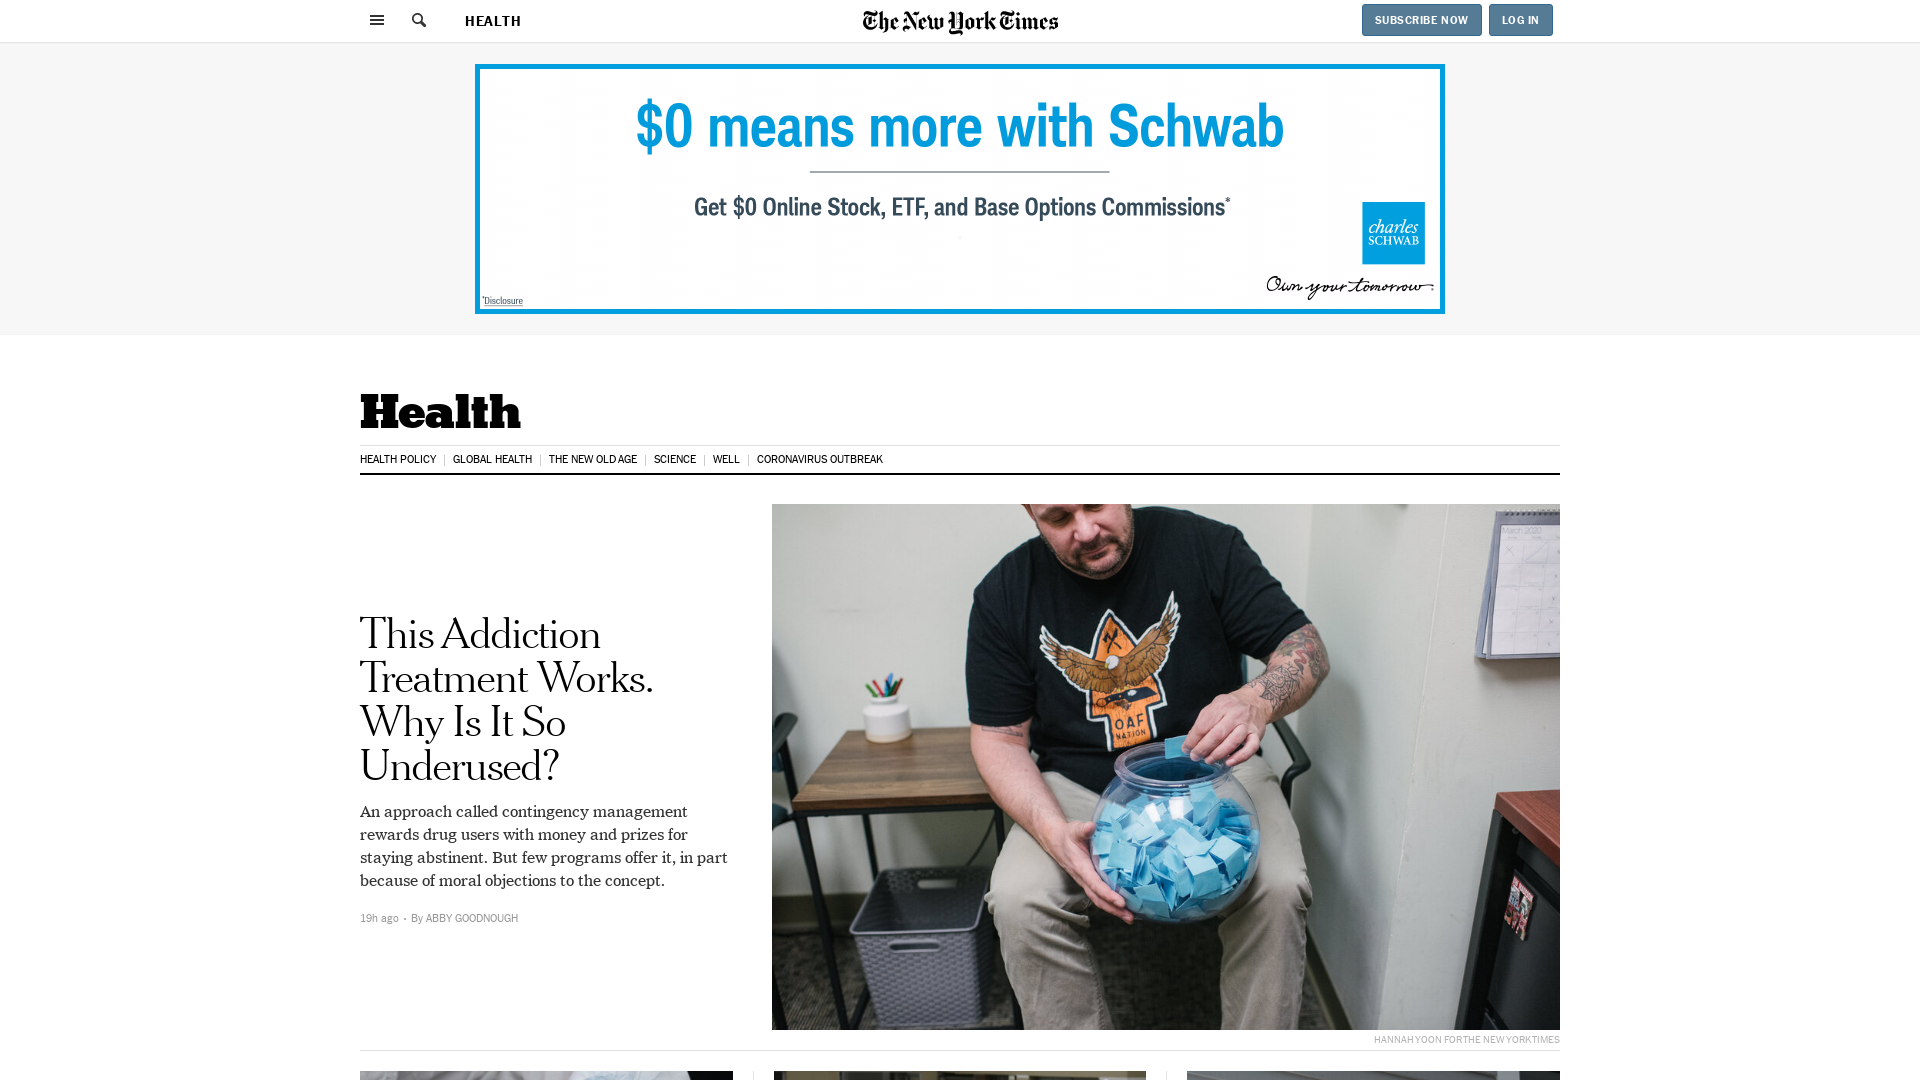 HEALTH
The New York Times
SUBSCRIBE NOW
LOG IN
$0 means more with Schwab
Get $0 Online Stock, ETF, and Base Options Commissions*
charles
SCHWAB
Own your tomorrow
*Disclosure
Health
HEALTH POLICY
GLOBAL HEALTH
THE NEW OLD AGE
SCIENCE
WELL
CORONAVIRUS OUTBREAK
This Addiction
Treatment Works.
Why Is It So
Underused?
An approach called contingency management
rewards drug users with money and prizes for
staying abstinent. But few programs offer it, in part
because of moral objections to the concept.
19h ago • By ABBY GOODNOUGH
March 2020
OAF
NATION
HANNAH YOON FOR THE NEW YORK TIMES